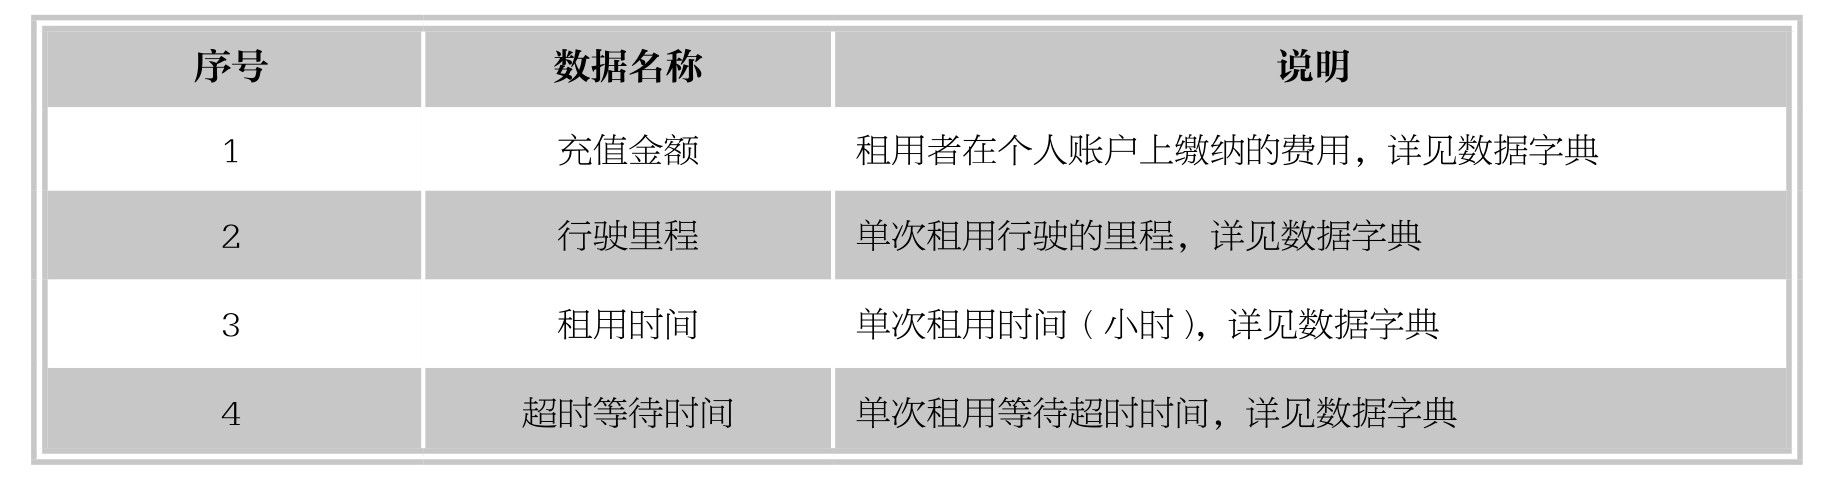 序号 数据名称 说明
1 充值金额 租用者在个人账户上缴纳的费用，详见数据字典
2 行驶里程 单次租用行驶的里程，详见数据字典
3 租用时间 单次租用时间（小时），详见数据字典
4 超时等待时间 单次租用等待超时时间，详见数据字典